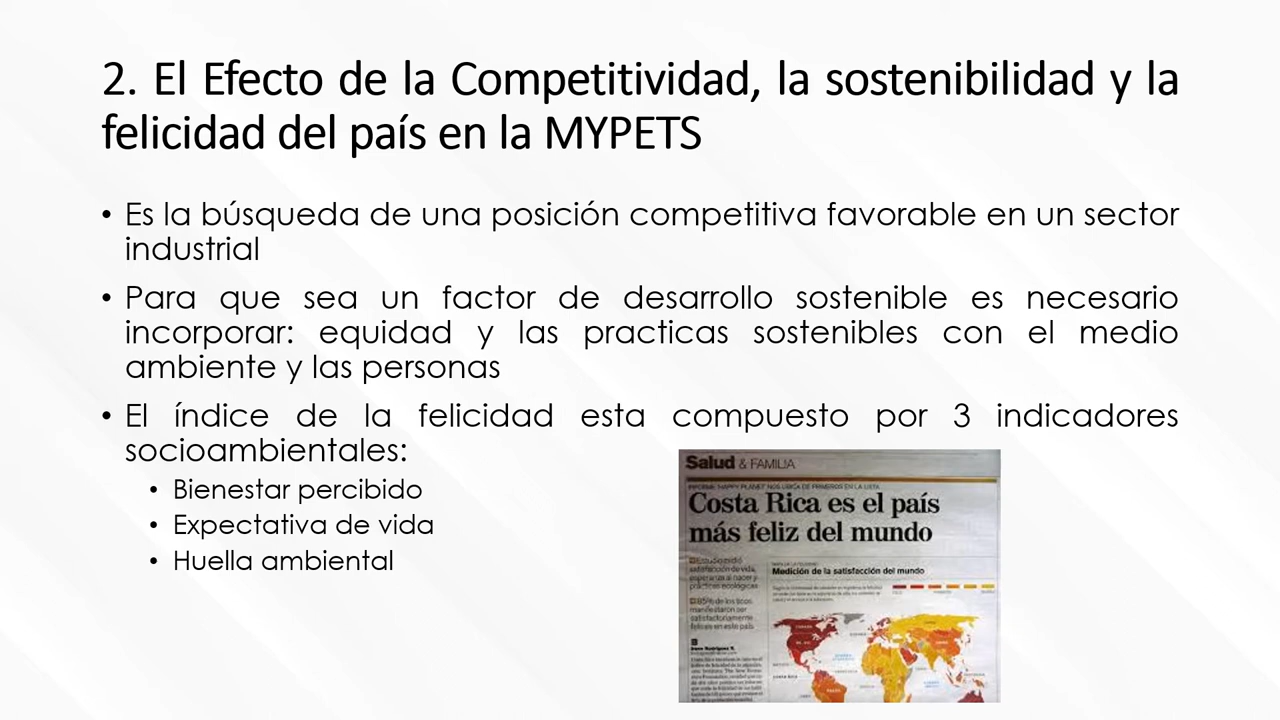 2. El Efecto de la Competitividad, la sostenibilidad y la
felicidad del país en la MYPETS
• Es la búsqueda de una posición competitiva favorable en un sector
industrial
• Para que sea un factor de desarrollo sostenible es necesario
incorporar: equidad y las practicas sostenibles con el medio
ambiente y las personas
• El índice de la felicidad esta compuesto por 3 indicadores
socioambientales:
• Bienestar percibido
• Expectativa de vida
• Huella ambiental
Salud & FAMILIA
Costa Rica es el país
más feliz del mundo
Medición de la satisfacción del mundo